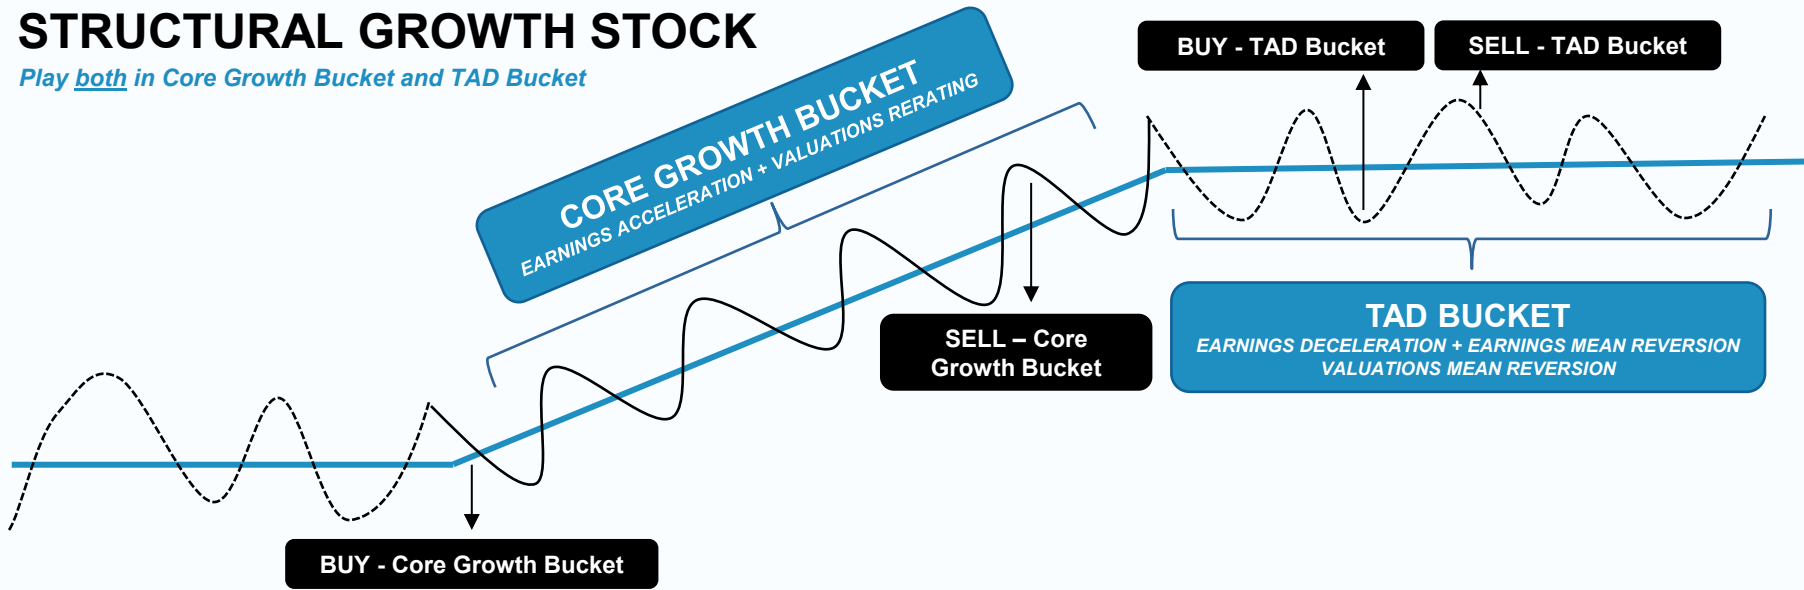 STRUCTURAL GROWTH STOCK
Play both in Core Growth Bucket and TAD Bucket
CORE GROWTH BUCKET
EARNINGS ACCELERATION + VALUATIONS RERATING
BUY - TAD Bucket
SELL - TAD Bucket
SELL – Core
Growth Bucket
TAD BUCKET
EARNINGS DECELERATION + EARNINGS MEAN REVERSION
VALUATIONS MEAN REVERSION
BUY - Core Growth Bucket